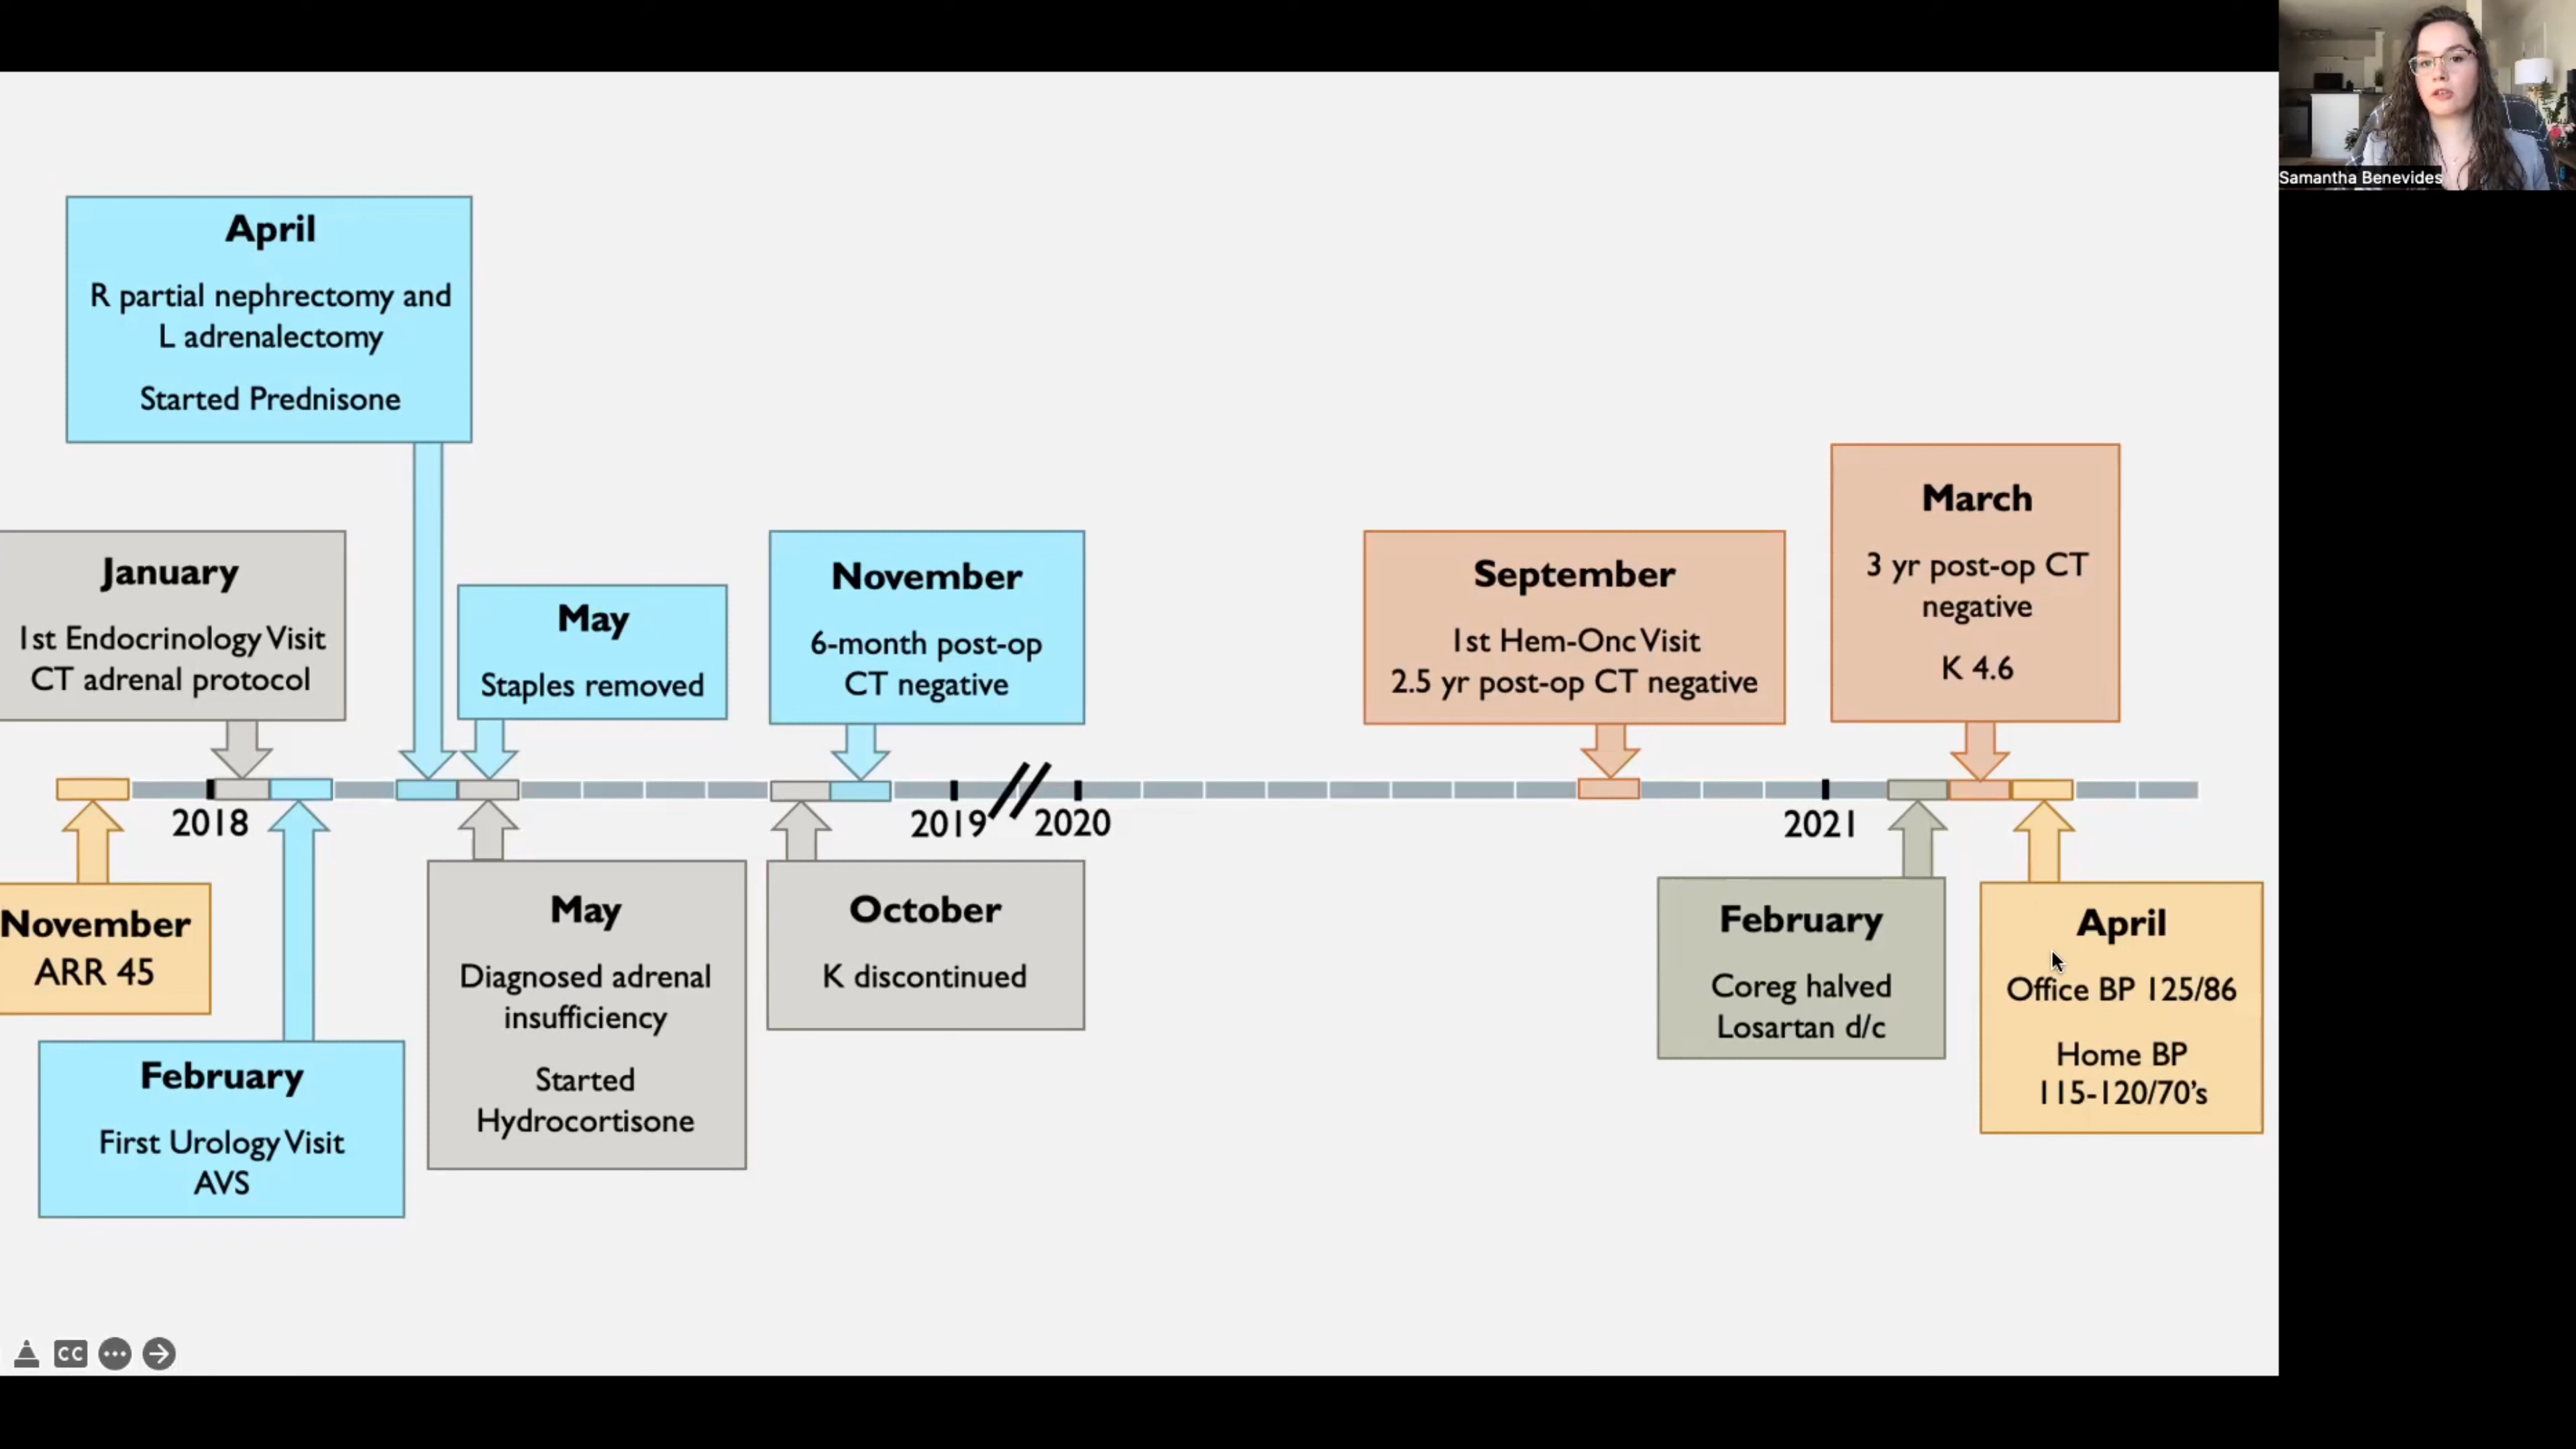 Samantha Benevides
April
R partial nephrectomy and
L adrenalectomy
Started Prednisone
January
1st Endocrinology Visit
CT adrenal protocol
May
Staples removed
November
6-month post-op
CT negative
September
1st Hem-Onc Visit
2.5 yr post-op CT negative
March
3 yr post-op CT
negative
K 4.6
2018
2019
2020
2021
November
ARR 45
February
First Urology Visit
AVS
May
Diagnosed adrenal
insufficiency
Started
Hydrocortisone
October
K discontinued
February
Coreg halved
Losartan d/c
April
Office BP 125/86
Home BP
115-120/70's
CC